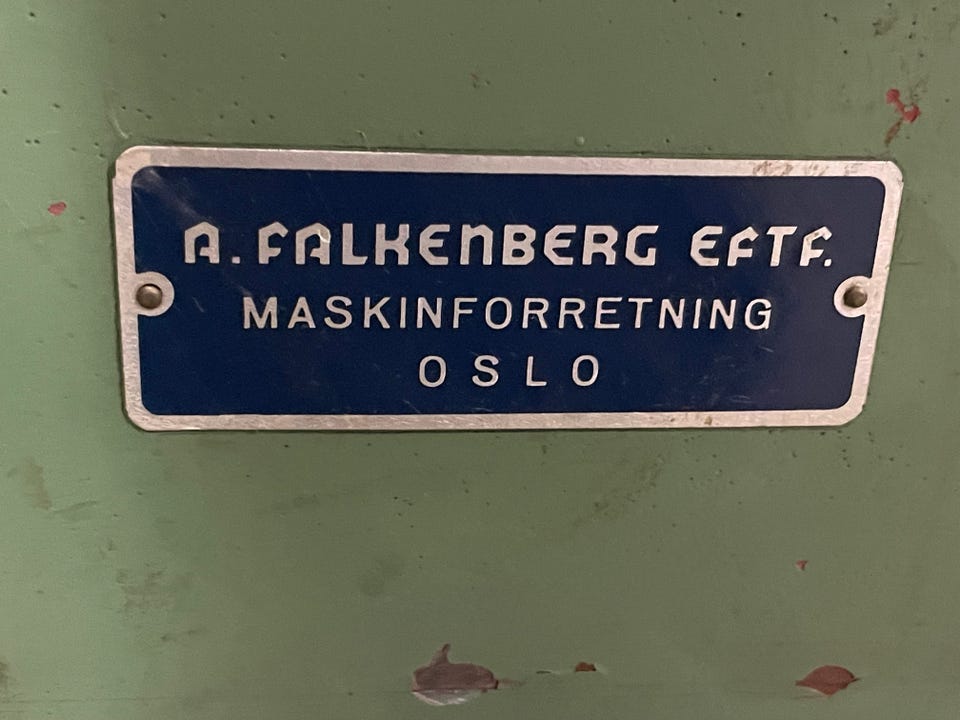 A. FALKENBERG EFTF.
MASKINFORRETNING
OSLO